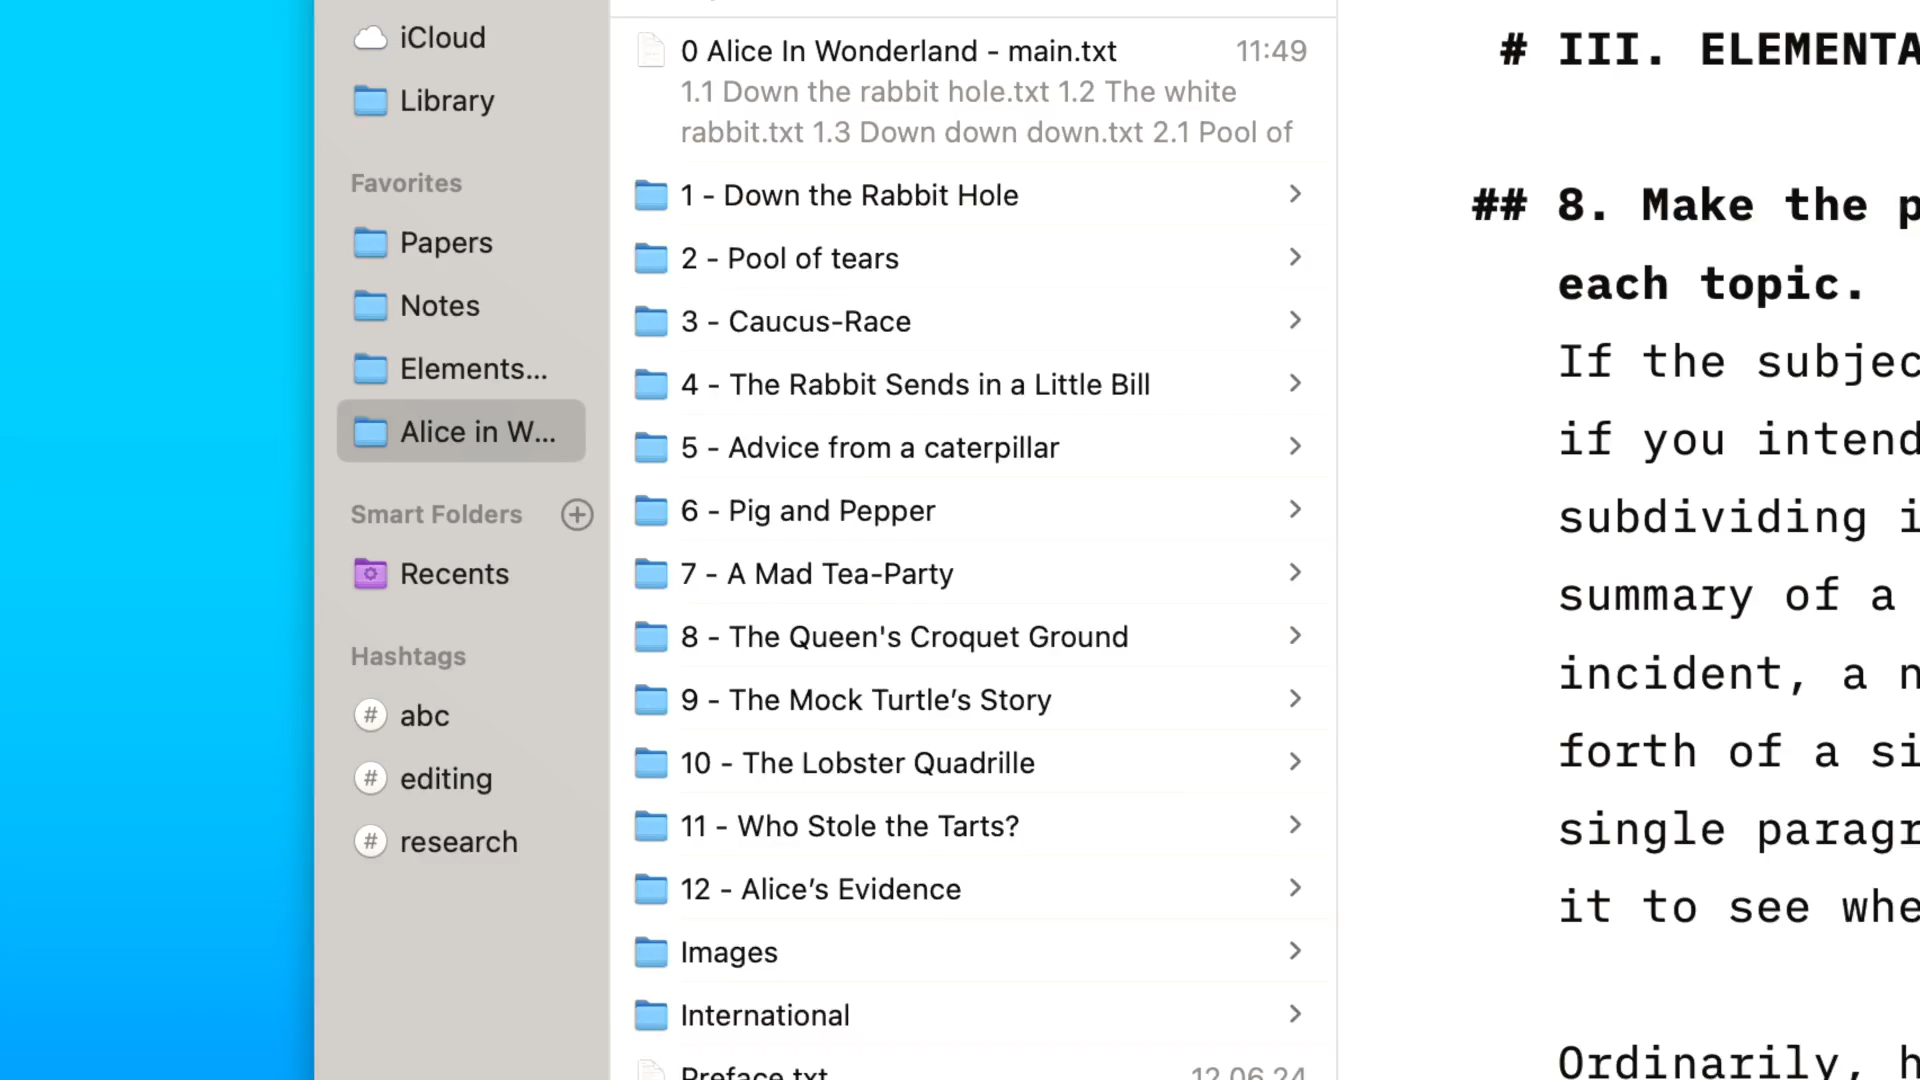 iCloud
Library
Favorites
Papers
Notes
Elements...
Alice in W...
Smart Folders
Recents
Hashtags
# abc
# editing
# research
0 Alice In Wonderland - main.txt 11:49
1.1 Down the rabbit hole.txt 1.2 The white
rabbit.txt 1.3 Down down down.txt 2.1 Pool of
1 - Down the Rabbit Hole
2 - Pool of tears
3 - Caucus-Race
4 - The Rabbit Sends in a Little Bill
5 - Advice from a caterpillar
6 - Pig and Pepper
7 - A Mad Tea-Party
8 - The Queen's Croquet Ground
9 - The Mock Turtle’s Story
10 - The Lobster Quadrille
11 - Who Stole the Tarts?
12 - Alice’s Evidence
Images
International
Preface.txt 12.06.24
# III. ELEMENTA
## 8. Make the p
each topic.
If the subjec
if you intend
subdividing i
summary of a
incident, a n
forth of a si
single paragr
it to see whe
Ordinarily, h